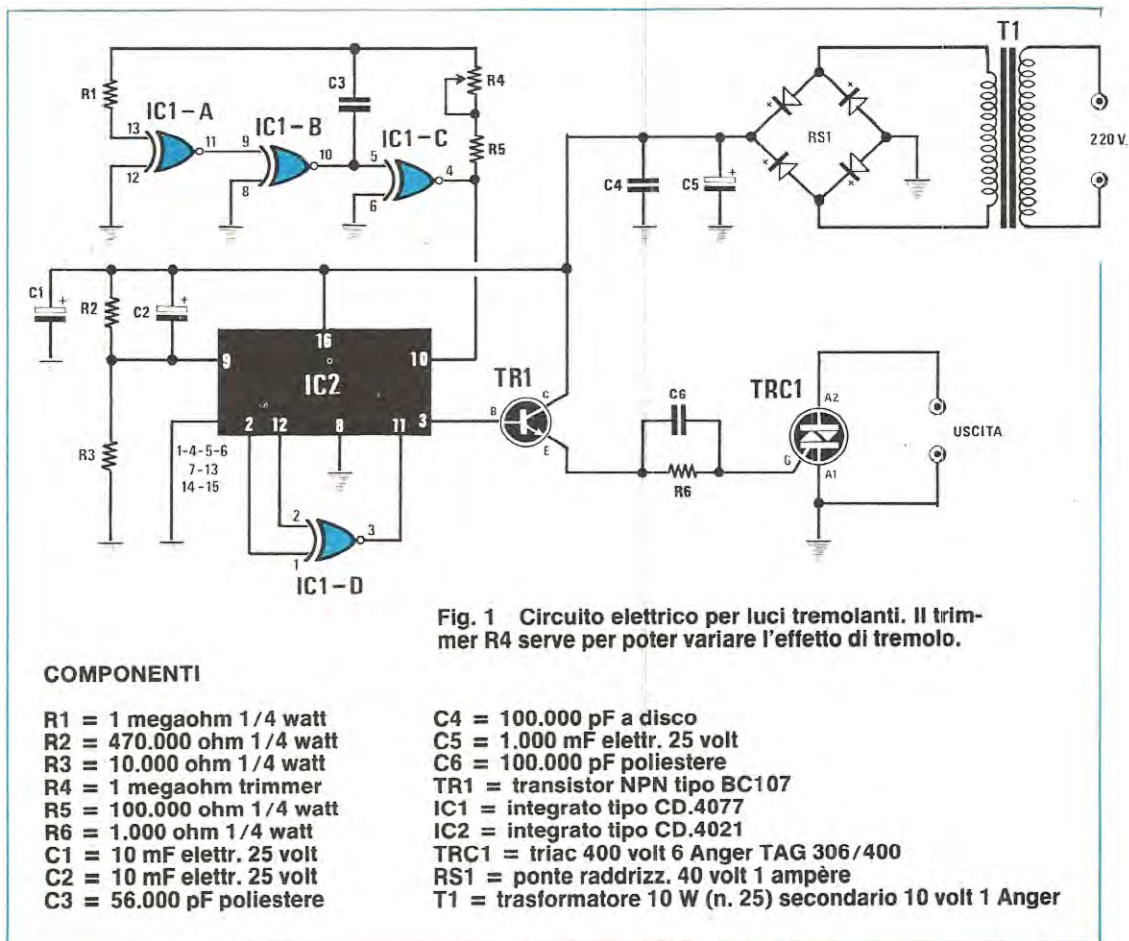 T1
R1
C3
R4
IC1-A
IC1-B
IC1-C
13
12
11
9
8
10
5
6
4
R5
RS1
220 V.
C4
C5
+
C1
+
R2
C2
+
16
9
10
IC2
2
12
8
11
3
R3
1-4-5-6
7-13
14-15
2
1
3
IC1-D
TR1
B
C
E
C6
R6
TRC1
A2
G
A1
USCITA
Fig. 1 Circuito elettrico per luci tremolanti. Il trim-
mer R4 serve per poter variare l'effetto di tremolo.
COMPONENTI
R1 = 1 megaohm 1/4 watt
R2 = 470.000 ohm 1/4 watt
R3 = 10.000 ohm 1/4 watt
R4 = 1 megaohm trimmer
R5 = 100.000 ohm 1/4 watt
R6 = 1.000 ohm 1/4 watt
C1 = 10 mF elettr. 25 volt
C2 = 10 mF elettr. 25 volt
C3 = 56.000 pF poliestere
C4 = 100.000 pF a disco
C5 = 1.000 mF elettr. 25 volt
C6 = 100.000 pF poliestere
TR1 = transistor NPN tipo BC107
IC1 = integrato tipo CD.4077
IC2 = integrato tipo CD.4021
TRC1 = triac 400 volt 6 Anger TAG 306/400
RS1 = ponte raddrizz. 40 volt 1 ampère
T1 = trasformatore 10 W (n. 25) secondario 10 volt 1 Anger